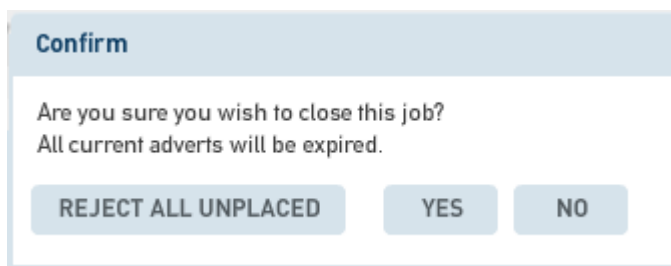 Confirm
Are you sure you wish to close this job?
All current adverts will be expired.
REJECT ALL UNPLACED YES NO